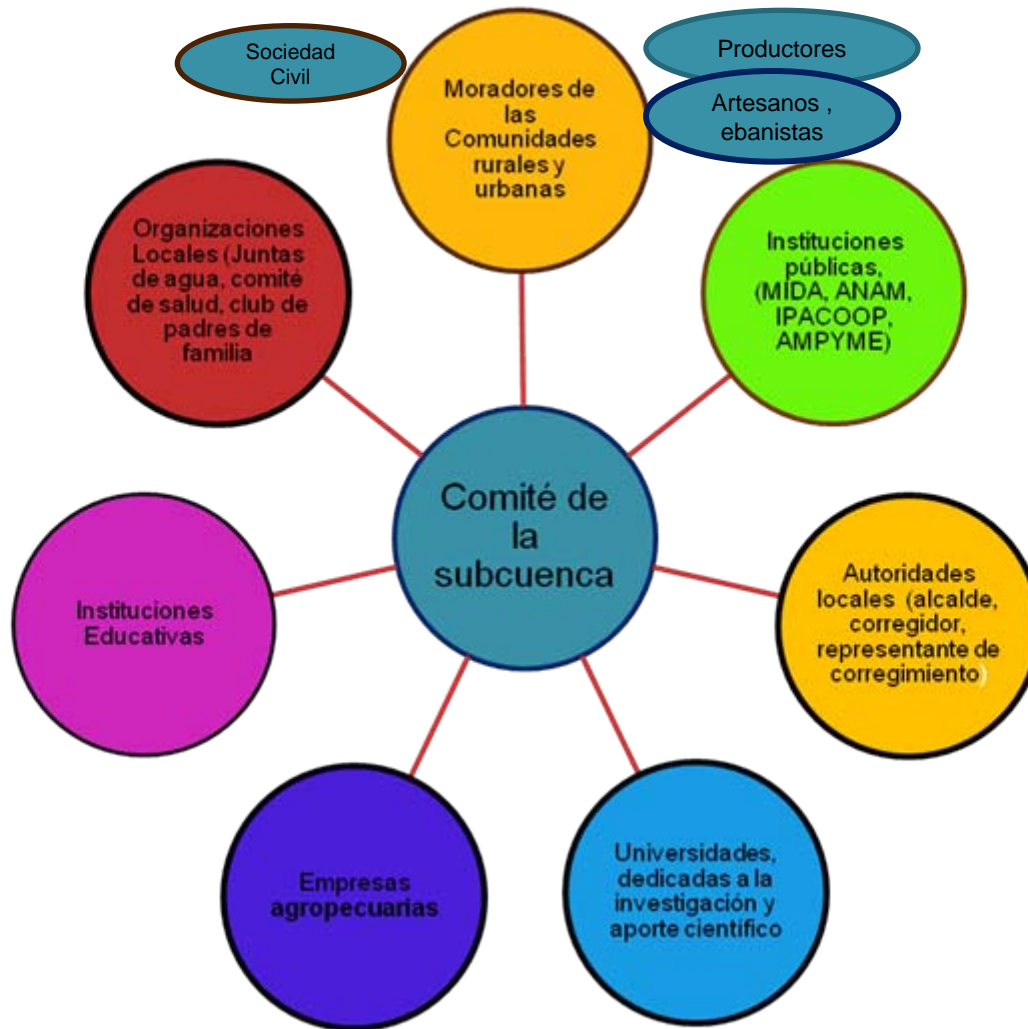 Sociedad
Civil
Productores
Artesanos ,
ebanistas
Moradores de
las
Comunidades
rurales y
urbanas
Organizaciones
Locales (Juntas
de agua, comité
de salud, club de
padres de
familia
Instituciones
públicas,
(MIDA, ANAM,
IPACOOP,
AMPYME)
Comité de
la
subcuenca
Instituciones
Educativas
Autoridades
locales (alcalde,
corregidor,
representante de
corregimiento)
Empresas
agropecuarias
Universidades,
dedicadas a la
investigación y
aporte científico